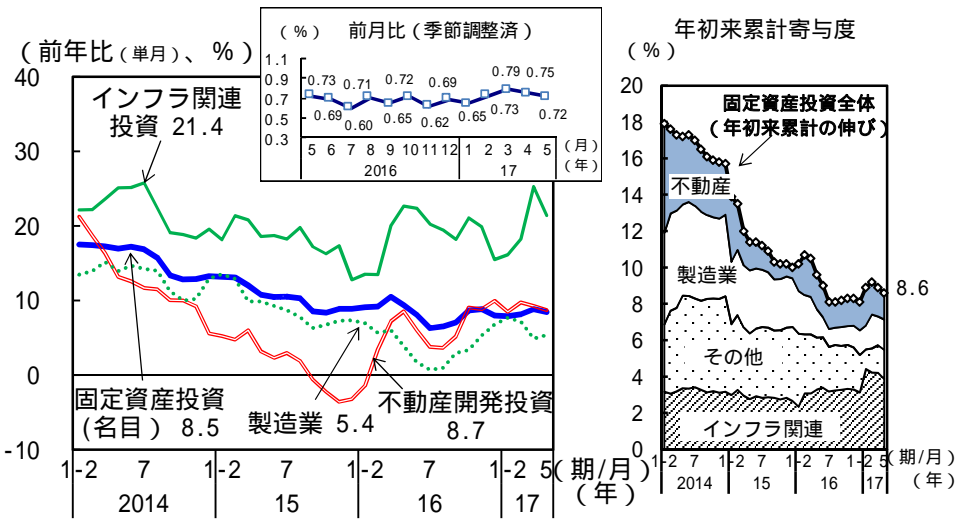 （前年比（単月）、％）
40
30
20
10
0
-10
インフラ関連
投資 21.4
固定資産投資
（名目） 8.5
製造業 5.4
不動産開発投資
8.7
1-2 7 1-2 7 1-2 7 1-2 5 （期/月）
2014 15 16 17 （年）
（％） 前月比（季節調整済）
1.1
0.9
0.7
0.5
0.3
0.73 0.71 0.72 0.69 0.79 0.75
0.69 0.60 0.65 0.62 0.65 0.73 0.72
5 6 7 8 9 10 11 12 1 2 3 4 5 （月）
2016 17 （年）
年初来累計寄与度
（％）
20
18
16
14
12
10
8
6
4
2
0
固定資産投資全体
（年初来累計の伸び）
不動産
製造業
その他
インフラ関連
8.6
1-2 7 1-2 7 1-2 7 1-2 5 （期/月）
2014 15 16 17 （年）